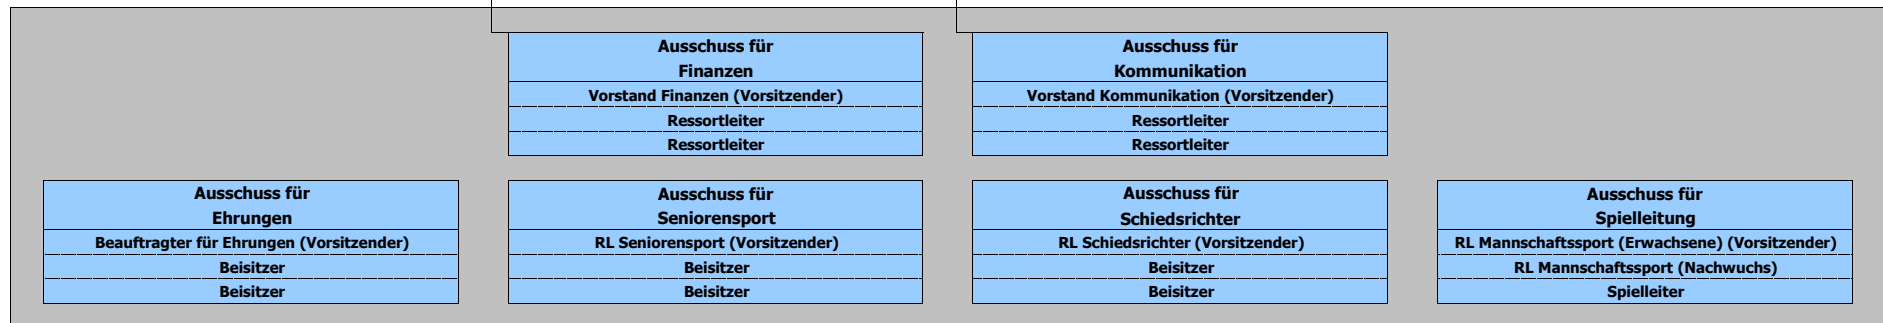 Ausschuss für
Finanzen
Vorstand Finanzen (Vorsitzender)
Ressortleiter
Ressortleiter
Ausschuss für
Kommunikation
Vorstand Kommunikation (Vorsitzender)
Ressortleiter
Ressortleiter
Ausschuss für
Ehrungen
Beauftragter für Ehrungen (Vorsitzender)
Beisitzer
Beisitzer
Ausschuss für
Seniorensport
RL Seniorensport (Vorsitzender)
Beisitzer
Beisitzer
Ausschuss für
Schiedsrichter
RL Schiedsrichter (Vorsitzender)
Beisitzer
Beisitzer
Ausschuss für
Spielleitung
RL Mannschaftssport (Erwachsene) (Vorsitzender)
RL Mannschaftssport (Nachwuchs)
Spielleiter